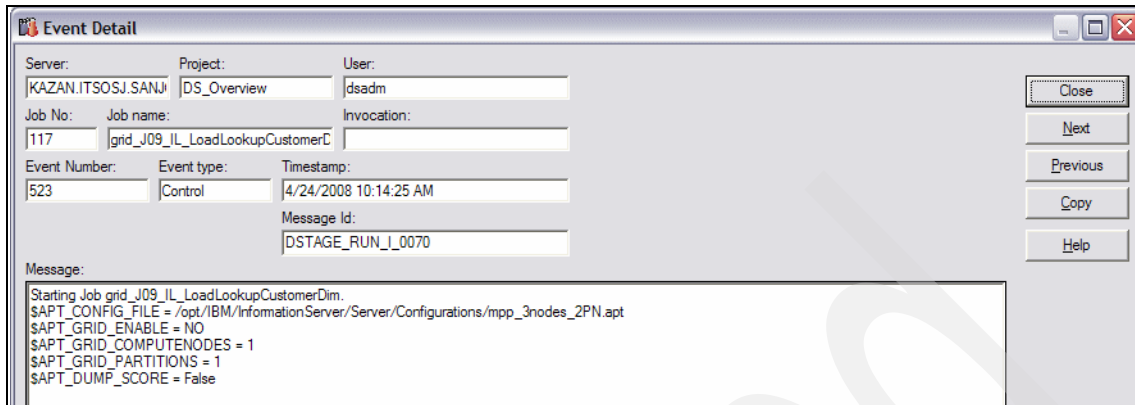 Event Detail
Server: Project: User:
KAZAN.ITSOSJ.SANJ DS_Overview dsadm
Close
Job No: Job name: Invocation:
117 grid_J09_IL_LoadLookupCustomerD
Next
Event Number: Event type: Timestamp:
523 Control 4/24/2008 10:14:25 AM
Previous
Message Id:
DSTAGE_RUN_I_0070
Copy
Help
Message:
Starting Job grid_J09_IL_LoadLookupCustomerDim.
$APT_CONFIG_FILE = /opt/IBM/InformationServer/Server/Configurations/mpp_3nodes_2PN.apt
$APT_GRID_ENABLE = NO
$APT_GRID_COMPUTENODES = 1
$APT_GRID_PARTITIONS = 1
$APT_DUMP_SCORE = False